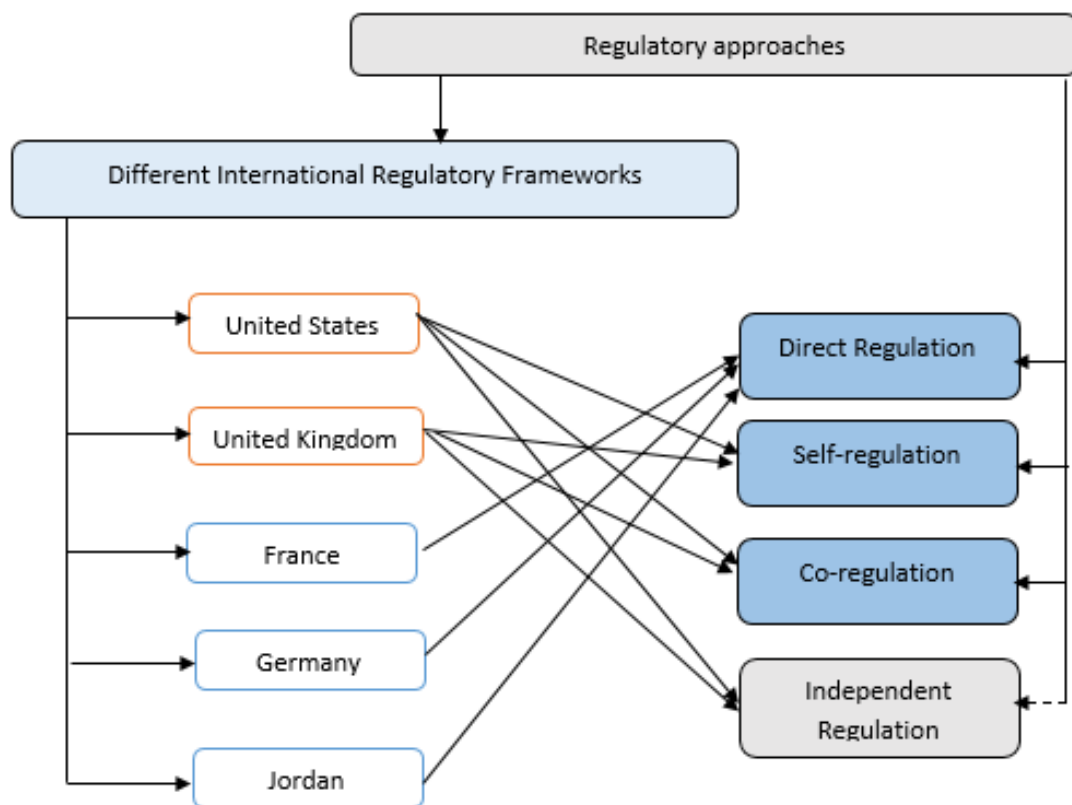 Regulatory approaches
Different International Regulatory Frameworks
United States
United Kingdom
France
Germany
Jordan
Direct Regulation
Self-regulation
Co-regulation
Independent
Regulation